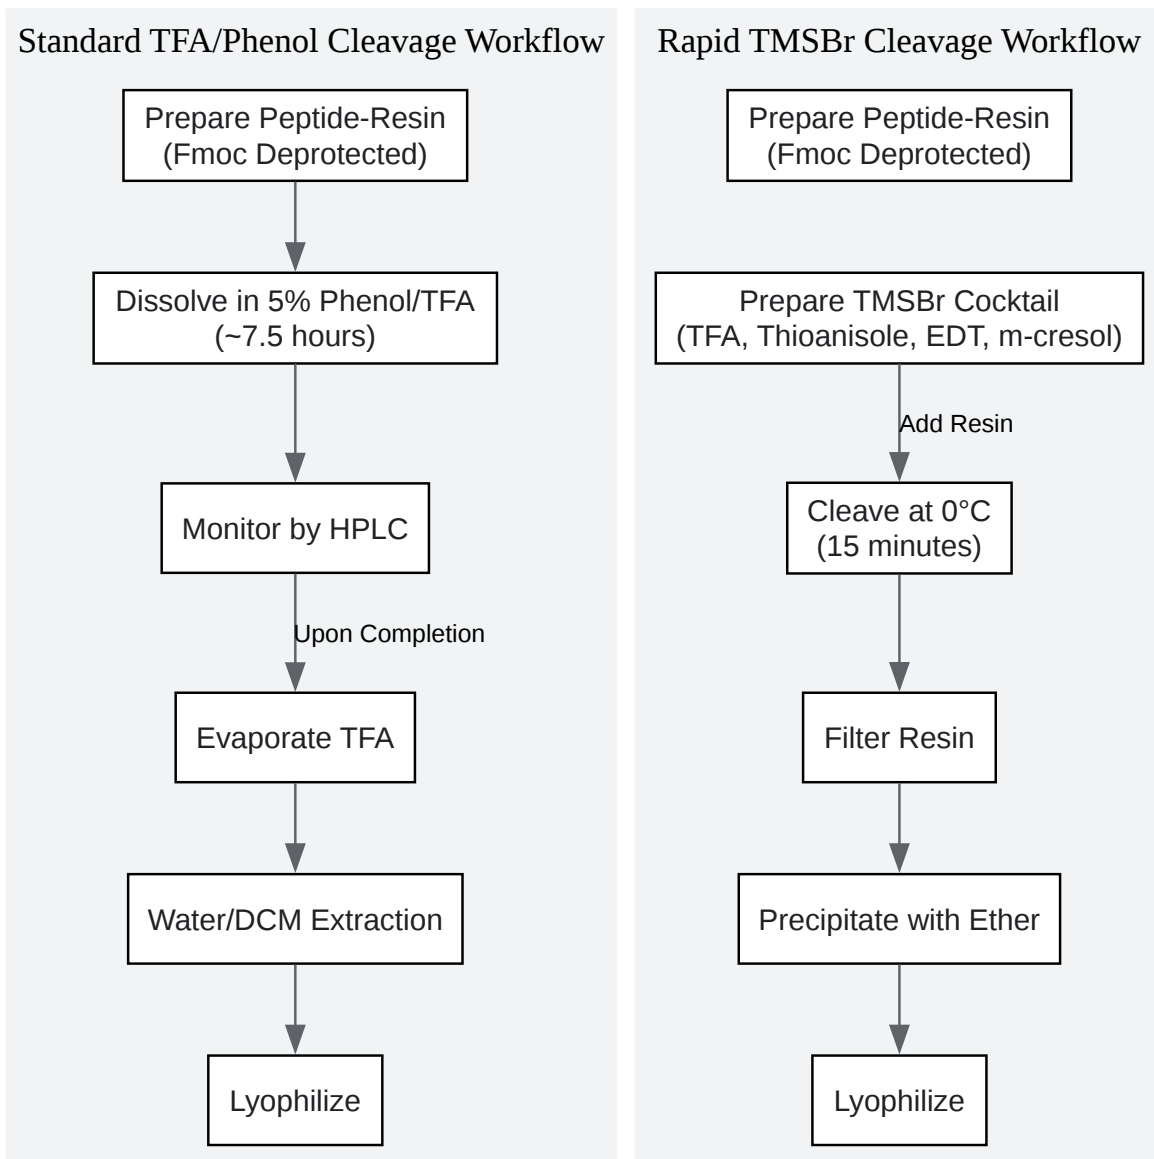 Standard TFA/Phenol Cleavage Workflow
Prepare Peptide-Resin
(Fmoc Deprotected)
Dissolve in 5% Phenol/TFA
(~7.5 hours)
Monitor by HPLC
Upon Completion
Evaporate TFA
Water/DCM Extraction
Lyophilize
Rapid TMSBr Cleavage Workflow
Prepare Peptide-Resin
(Fmoc Deprotected)
Prepare TMSBr Cocktail
(TFA, Thioanisole, EDT, m-cresol)
Add Resin
Cleave at 0°C
(15 minutes)
Filter Resin
Precipitate with Ether
Lyophilize